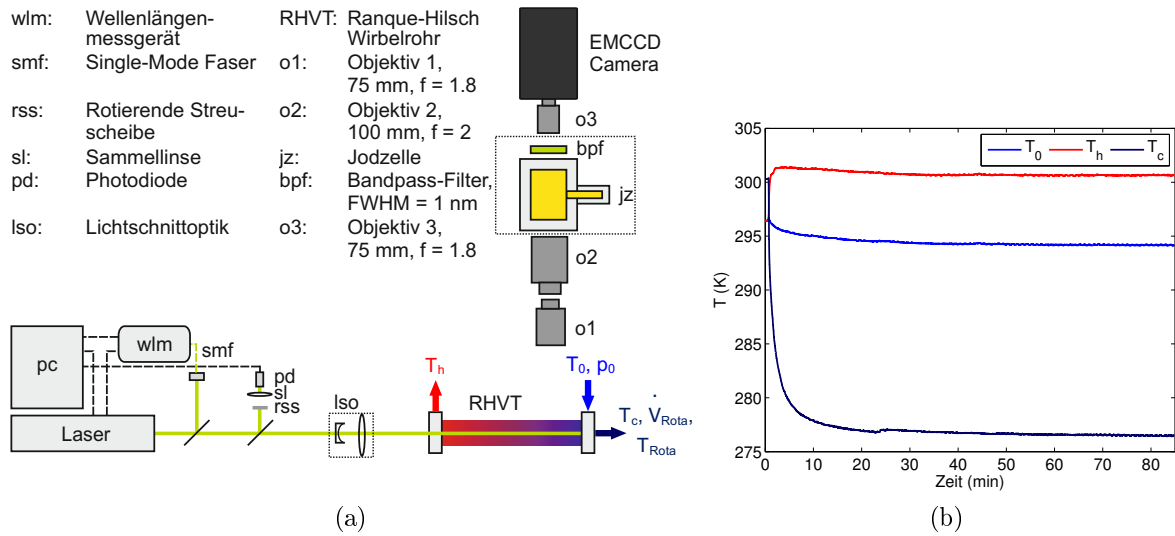 wlm: Wellenlängen-
messgerät
smf: Single-Mode Faser
rss: Rotierende Streu-
scheibe
sl: Sammellinse
pd: Photodiode
lso: Lichtschnittoptik
RHVT: Ranque-Hilsch
Wirbelrohr
o1: Objektiv 1,
75 mm, f = 1.8
o2: Objektiv 2,
100 mm, f = 2
jz: Jodzelle
bpf: Bandpass-Filter,
FWHM = 1 nm
o3: Objektiv 3,
75 mm, f = 1.8
EMCCD
Camera
o3
bpf
jz
o2
o1
pc
wlm
smf
pd
sl
rss
Laser
lso
T_h
RHVT
T_0, p_0
T_c, V̇_Rota,
T_Rota
(a)
305
300
295
290
285
280
275
T (K)
T_0 T_h T_c
0 10 20 30 40 50 60 70 80
Zeit (min)
(b)